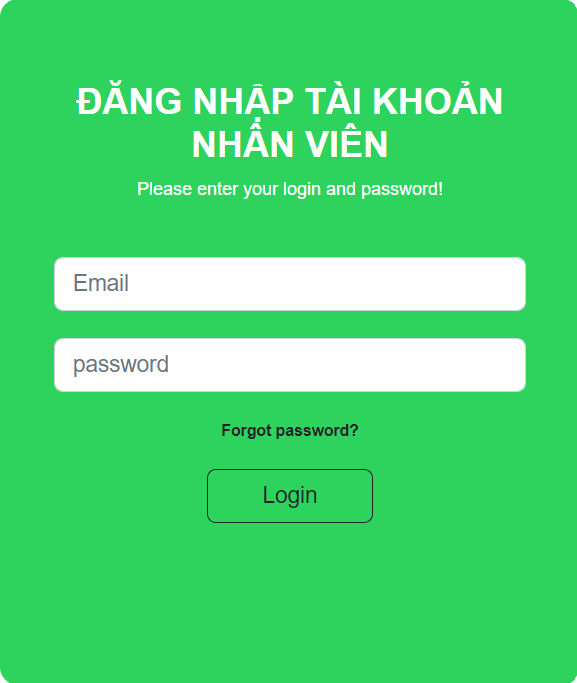 ĐĂNG NHẬP TÀI KHOẢN
NHÂN VIÊN
Please enter your login and password!
Email
password
Forgot password?
Login